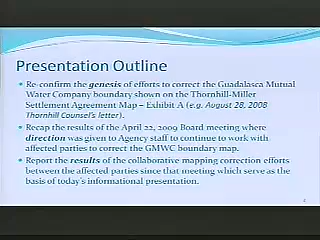 Presentation Outline
Re-confirm the genesis of efforts to correct the Guadalasca Mutual
Water Company boundary shown on the Thornhill-Miller
Settlement Agreement Map – Exhibit A (e.g. August 28, 2008
Thornhill Counsel's letter).
Recap the results of the April 22, 2009 Board meeting where
direction was given to Agency staff to continue to work with
affected parties to correct the GMWC boundary map.
Report the results of the collaborative mapping correction efforts
between the affected parties since that meeting which serve as the
basis of today's informational presentation.